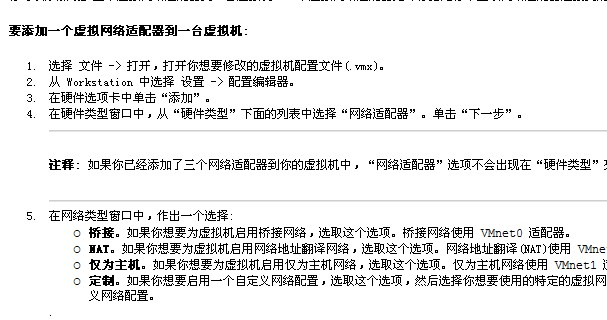 要添加一个虚拟网络适配器到一台虚拟机:
1. 选择 文件 -> 打开，打开你想要修改的虚拟机配置文件(.vmx)。
2. 从 Workstation 中选择 设置 -> 配置编辑器。
3. 在硬件选项卡中单击“添加”。
4. 在硬件类型窗口中，从“硬件类型”下面的列表中选择“网络适配器”。单击“下一步”。
注释: 如果你已经添加了三个网络适配器到你的虚拟机中，“网络适配器”选项不会出现在“硬件类型”
5. 在网络类型窗口中，作出一个选择:
○ 桥接。如果你想要为虚拟机启用桥接网络，选取这个选项。桥接网络使用 VMnet0 适配器。
○ NAT。如果你想要为虚拟机启用网络地址翻译网络，选取这个选项。网络地址翻译(NAT)使用 VMne
○ 仅为主机。如果你想要为虚拟机启用仅为主机网络，选取这个选项。仅为主机网络使用 VMnet1
○ 定制。如果你想要启用一个自定义网络配置，选取这个选项，然后选择你想要使用的特定的虚拟网
义网络配置。